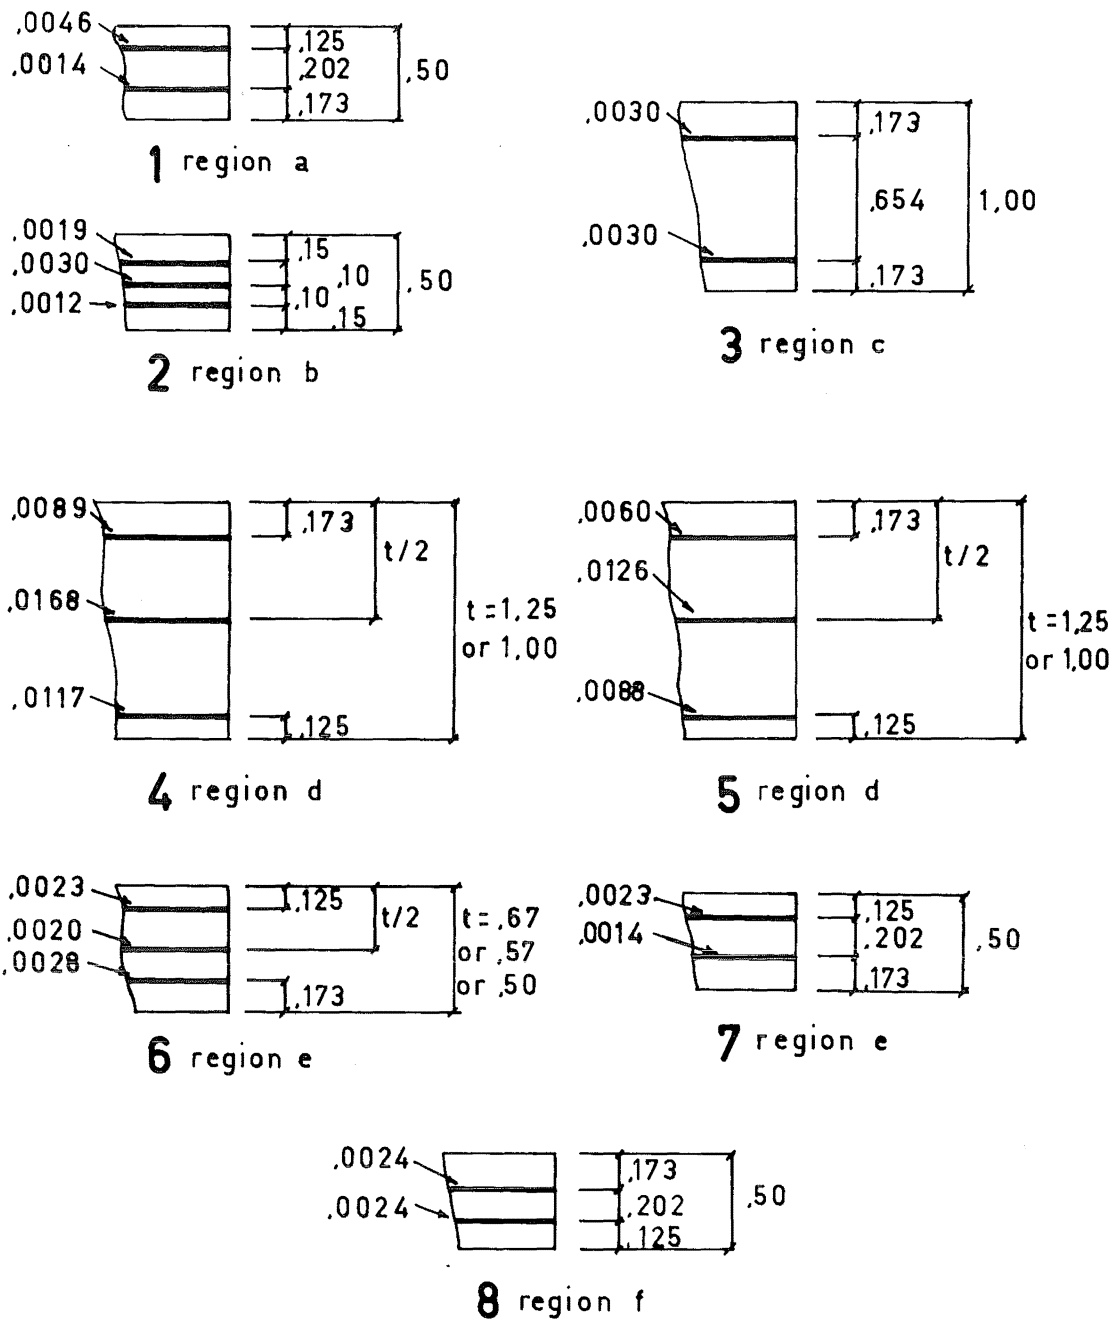 ,0046
,0014
,125
,202
,173
,50
1 region a
,0019
,0030
,0012
,15
,10
,10
,15
,50
2 region b
,0030
,0030
,173
,654
,173
1,00
3 region c
,0089
,0168
,0117
,173
t/2
,125
t=1,25
or 1,00
4 region d
,0060
,0126
,0088
,173
t/2
,125
t=1,25
or 1,00
5 region d
,0023
,0020
,0028
,125
t/2
,173
t=,67
or ,57
or ,50
6 region e
,0023
,0014
,125
,202
,173
,50
7 region e
,0024
,0024
,173
,202
,125
,50
8 region f